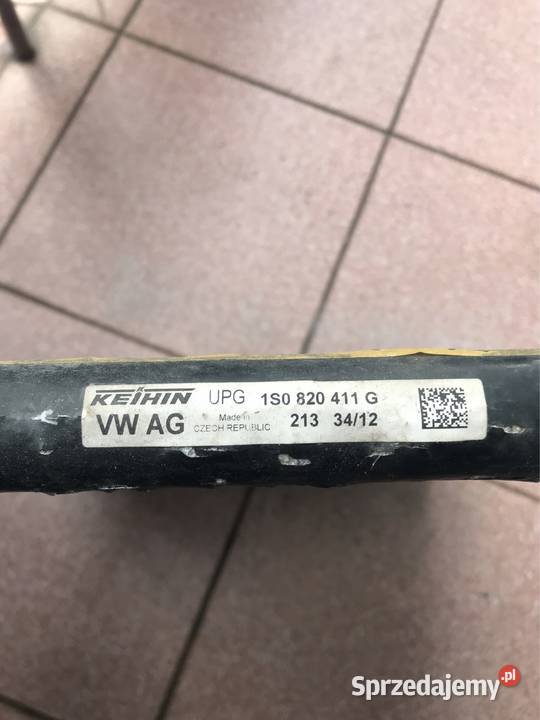 KEIHIN UPG 1S0 820 411 G
VW AG Made in CZECH REPUBLIC 213 34/12
Sprzedajemy.pl